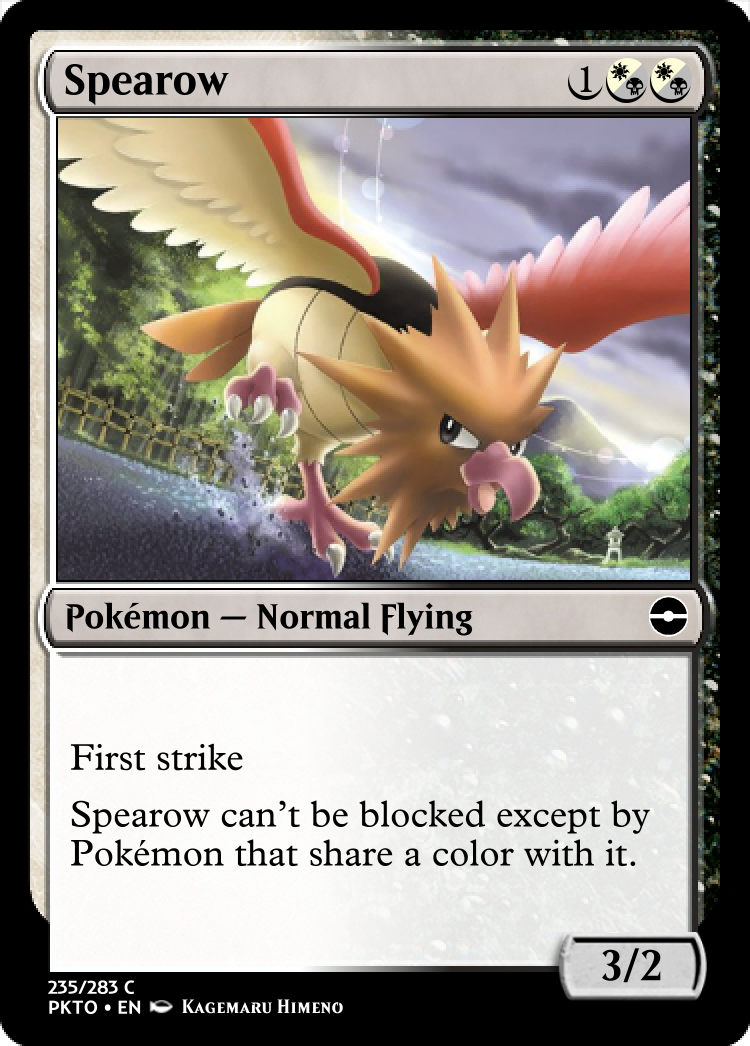 Spearow 1
Pokémon — Normal Flying
First strike
Spearow can't be blocked except by
Pokémon that share a color with it.
3/2
235/283 C
PKTO • EN Kagemaru Himeno